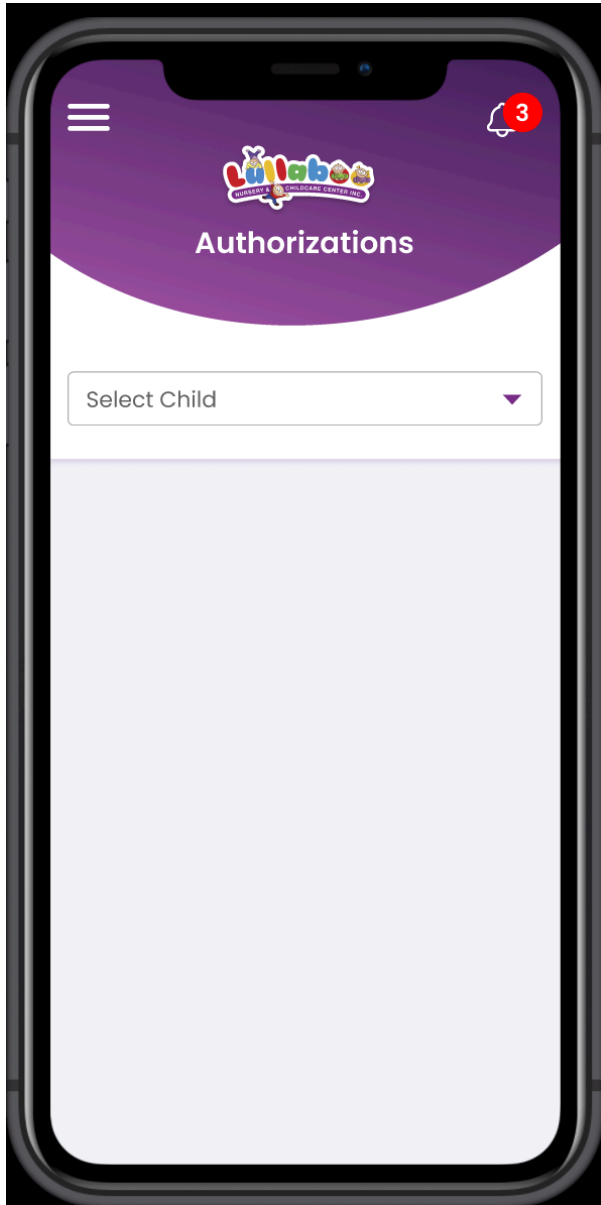 3
Lullaboo
NURSERY & CHILDCARE CENTER INC.
Authorizations
Select Child